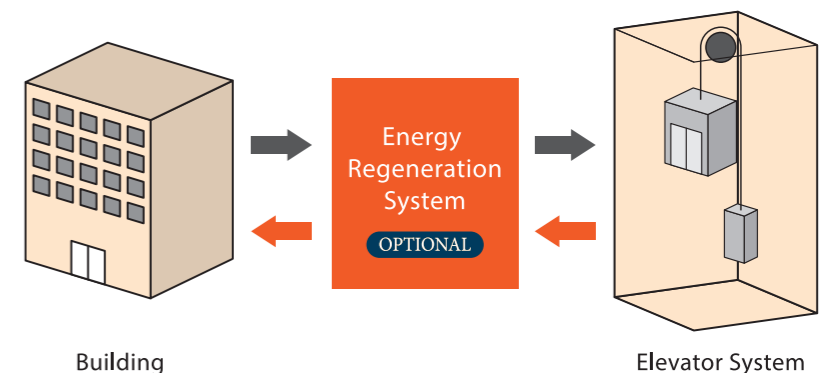 Energy
Regeneration
System
OPTIONAL
Building
Elevator System